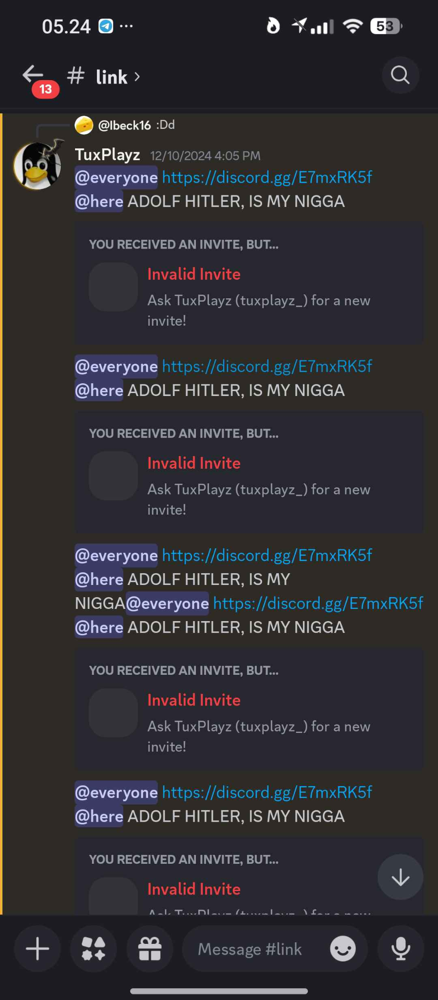 05.24 ...
53
13
# link >
@Ibeck16 :Dd
TuxPlayz 12/10/2024 4:05 PM
@everyone https://discord.gg/E7mxRK5f
@here ADOLF HITLER, IS MY NIGGA
YOU RECEIVED AN INVITE, BUT...
Invalid Invite
Ask TuxPlayz (tuxplayz_) for a new
invite!
@everyone https://discord.gg/E7mxRK5f
@here ADOLF HITLER, IS MY NIGGA
YOU RECEIVED AN INVITE, BUT...
Invalid Invite
Ask TuxPlayz (tuxplayz_) for a new
invite!
@everyone https://discord.gg/E7mxRK5f
@here ADOLF HITLER, IS MY
NIGGA@everyone https://discord.gg/E7mxRK5f
@here ADOLF HITLER, IS MY NIGGA
YOU RECEIVED AN INVITE, BUT...
Invalid Invite
Ask TuxPlayz (tuxplayz_) for a new
invite!
@everyone https://discord.gg/E7mxRK5f
@here ADOLF HITLER, IS MY NIGGA
YOU RECEIVED AN INVITE, BUT...
Invalid Invite
Ask TuxPlayz (tuxplayz_) for a new
Message #link